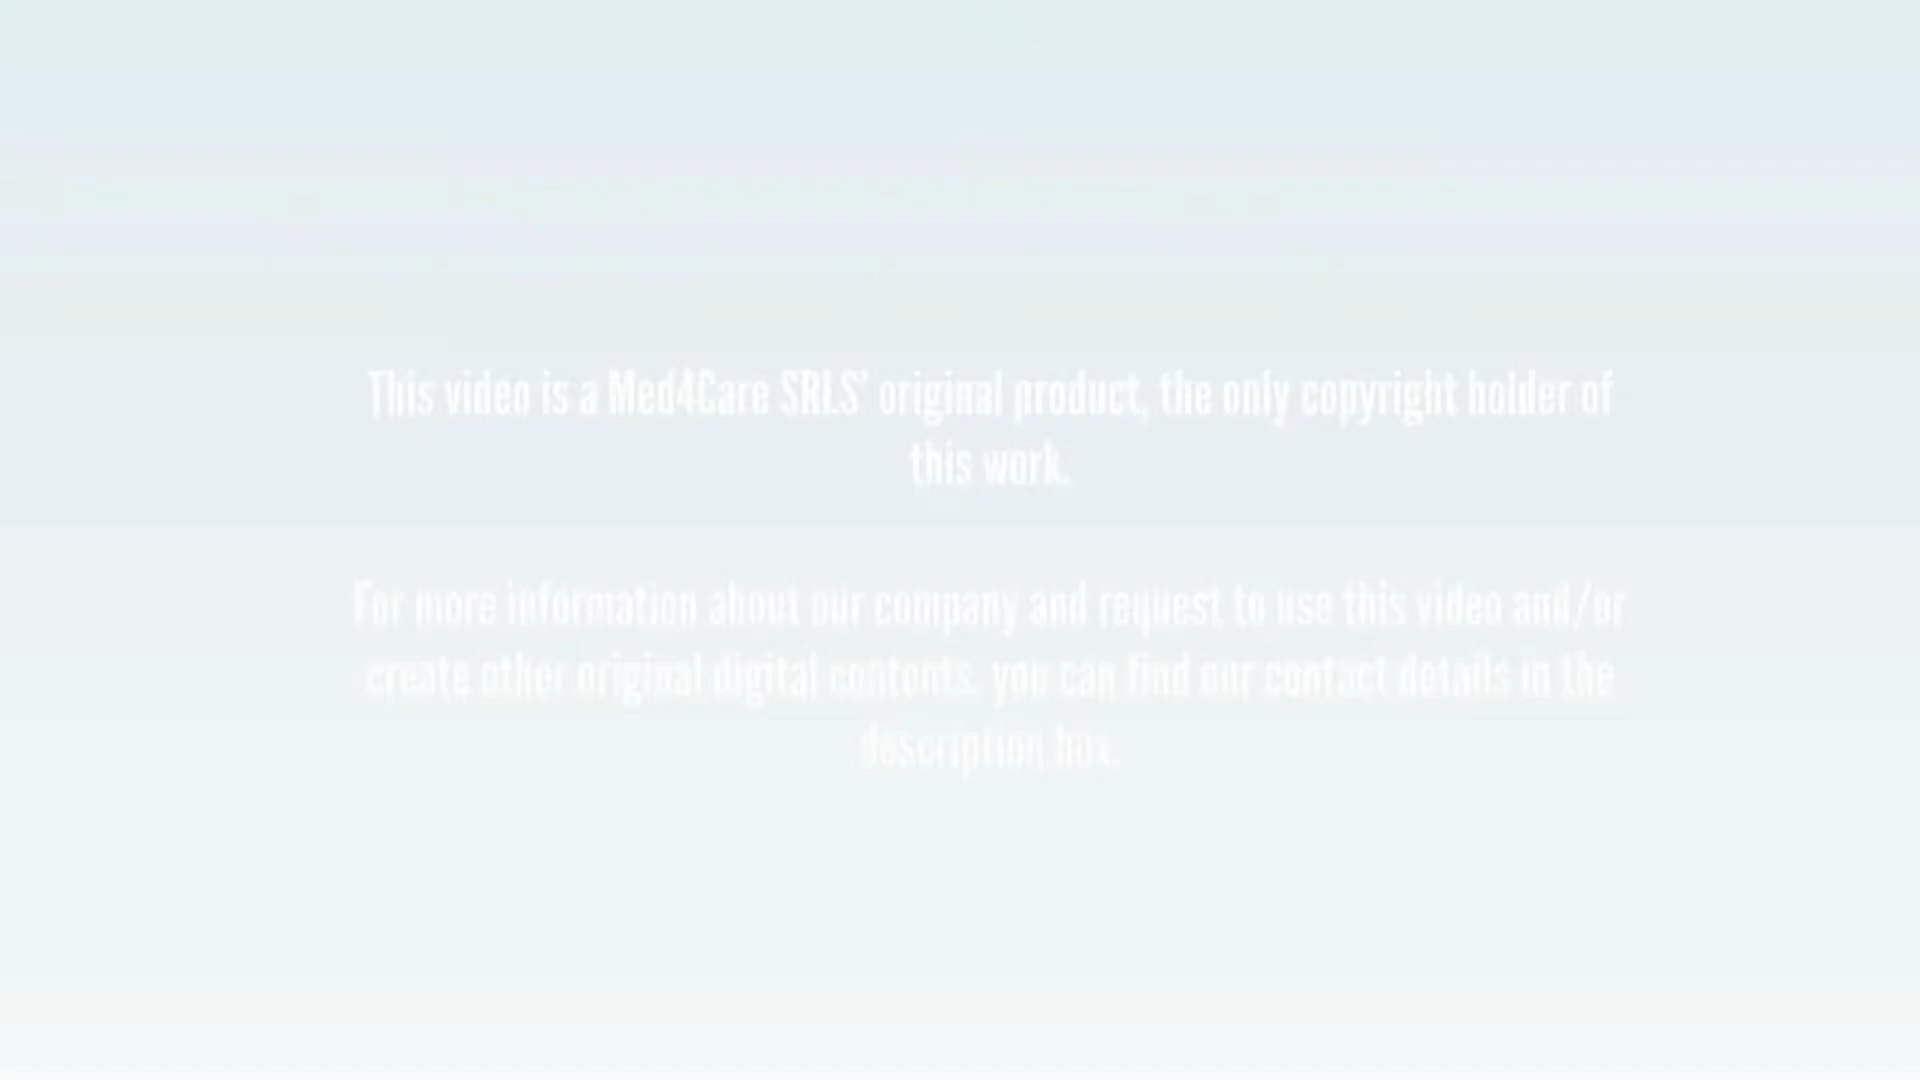 This video is a Med4Care SRLS' original product, the only copyright holder of
this work.
For more information about our company and request to use this video and/or
create other original digital contents, you can find our contact details in the
description box.